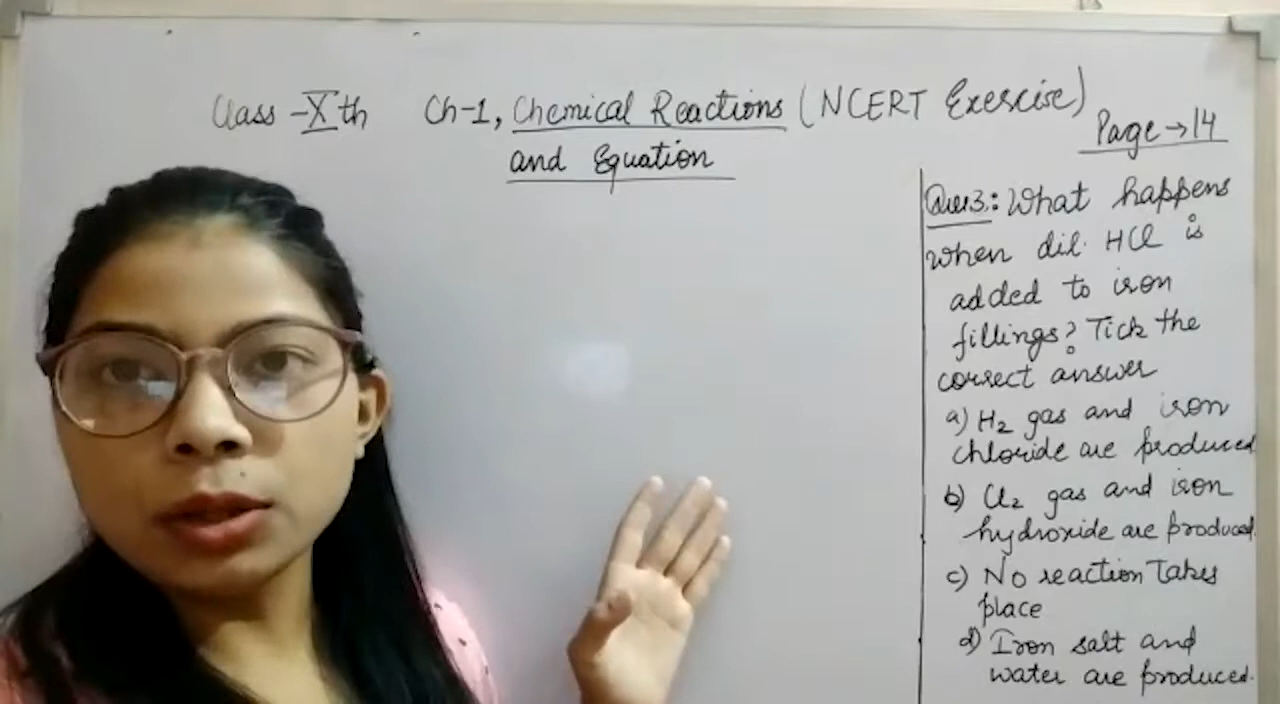 Class -Xth Ch-1, Chemical Reactions (NCERT Exercise)
and Equation
Page→14
Ques3.: What happens
when dil. HCl is
added to iron
fillings? Tick the
correct answer
a) H₂ gas and iron
chloride are produced
b) Cl₂ gas and iron
hydroxide are produced.
c) No reaction Takes
place
d) Iron salt and
water are produced.